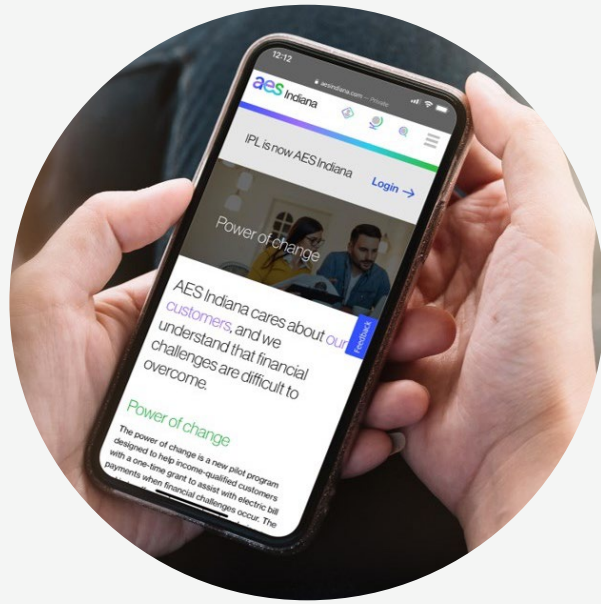 12:12
aesindiana.com — Private
aes Indiana
IPL is now AES Indiana
Login →
Power of change
AES Indiana cares about our
customers, and we
understand that financial
challenges are difficult to
overcome.
Feedback
Power of change
The power of change is a new pilot program
designed to help income-qualified customers
with a one-time grant to assist with electric bill
payments when financial challenges occur. The